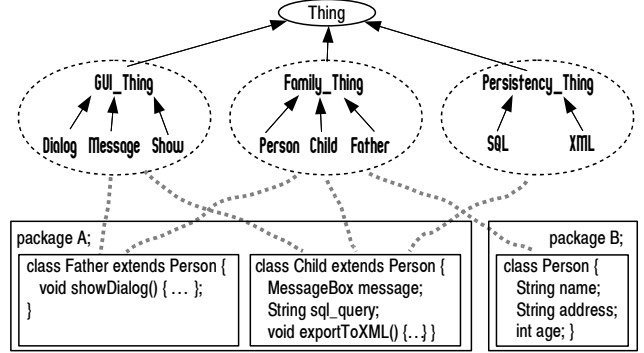 Thing
GUI_Thing Family_Thing Persistency_Thing
Dialog Message Show Person Child Father SQL XML
package A; package B;
class Father extends Person {
void showDialog() { … };
}
class Child extends Person {
MessageBox message;
String sql_query;
void exportToXML() {…} }
class Person {
String name;
String address;
int age; }